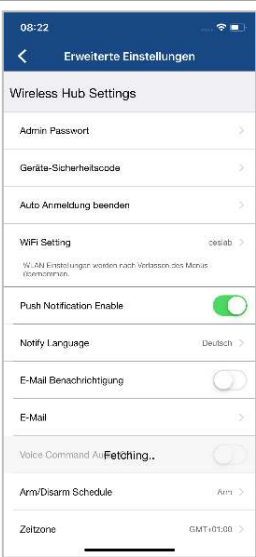 08:22
Erweiterte Einstellungen
Wireless Hub Settings
Admin Passwort
Geräte-Sicherheitscode
Auto Anmeldung beenden
WiFi Setting ceslab
WLAN Einstellungen werden nach Verlassen des Menüs
übernommen.
Push Notification Enable
Notify Language Deutsch
E-Mail Benachrichtigung
E-Mail
Voice Command Fetching..
Arm/Disarm Schedule Arm
Zeitzone GMT+01:00